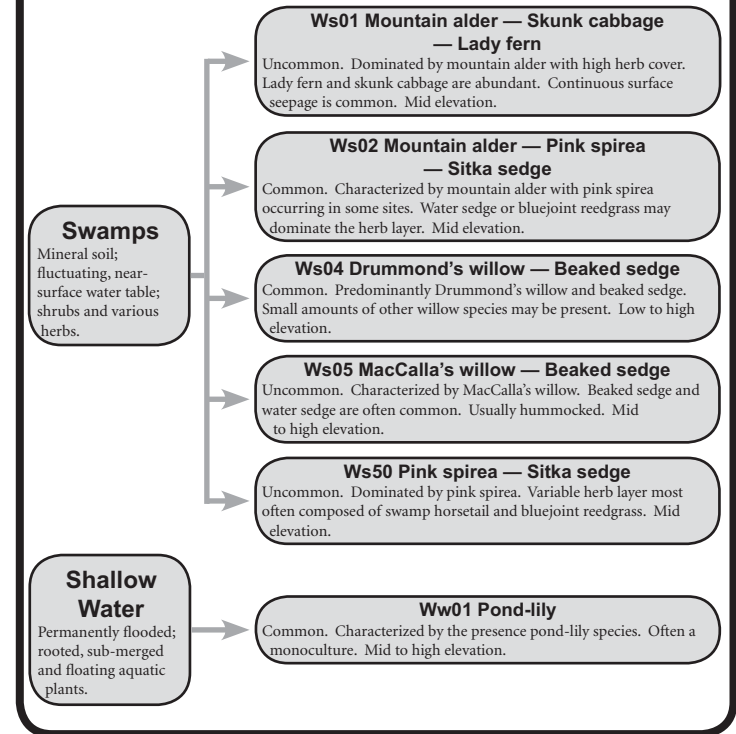 Ws01 Mountain alder — Skunk cabbage
— Lady fern
Uncommon. Dominated by mountain alder with high herb cover.
Lady fern and skunk cabbage are abundant. Continuous surface
seepage is common. Mid elevation.
Ws02 Mountain alder — Pink spirea
— Sitka sedge
Common. Characterized by mountain alder with pink spirea
occurring in some sites. Water sedge or bluejoint reedgrass may
dominate the herb layer. Mid elevation.
Swamps
Mineral soil;
fluctuating, near-
surface water table;
shrubs and various
herbs.
Ws04 Drummond's willow — Beaked sedge
Common. Predominantly Drummond's willow and beaked sedge.
Small amounts of other willow species may be present. Low to high
elevation.
Ws05 MacCalla's willow — Beaked sedge
Uncommon. Characterized by MacCalla's willow. Beaked sedge and
water sedge are often common. Usually hummocked. Mid
to high elevation.
Ws50 Pink spirea — Sitka sedge
Uncommon. Dominated by pink spirea. Variable herb layer most
often composed of swamp horsetail and bluejoint reedgrass. Mid
elevation.
Shallow
Water
Permanently flooded;
rooted, sub-merged
and floating aquatic
plants.
Ww01 Pond-lily
Common. Characterized by the presence pond-lily species. Often a
monoculture. Mid to high elevation.